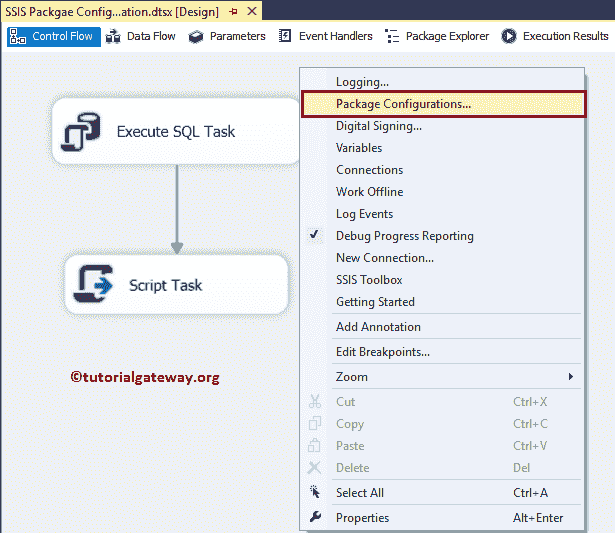 SSIS Packgae Config...ation.dtsx [Design]
Control Flow Data Flow Parameters Event Handlers Package Explorer Execution Results
Execute SQL Task
Script Task
©tutorialgateway.org
Logging...
Package Configurations...
Digital Signing...
Variables
Connections
Work Offline
Log Events
Debug Progress Reporting
New Connection...
SSIS Toolbox
Getting Started
Add Annotation
Edit Breakpoints...
Zoom
Cut Ctrl+X
Copy Ctrl+C
Paste Ctrl+V
Delete Del
Select All Ctrl+A
Properties Alt+Enter